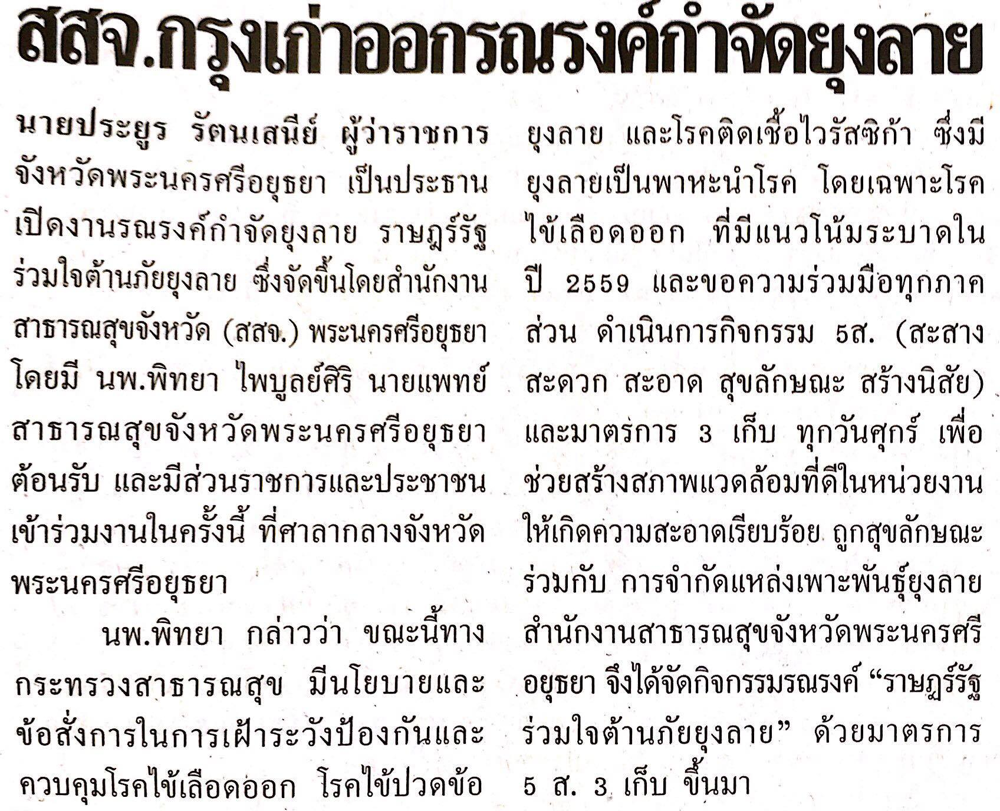 สสจ.กรุงเก่าออกรณรงค์กำจัดยุงลาย
นายประยูร รัตนเสนีย์ ผู้ว่าราชการ
จังหวัดพระนครศรีอยุธยา เป็นประธาน
เปิดงานรณรงค์กำจัดยุงลาย ราษฎร์รัฐ
ร่วมใจต้านภัยยุงลาย ซึ่งจัดขึ้นโดยสำนักงาน
สาธารณสุขจังหวัด (สสจ.) พระนครศรีอยุธยา
โดยมี นพ.พิทยา ไพบูลย์ศิริ นายแพทย์
สาธารณสุขจังหวัดพระนครศรีอยุธยา
ต้อนรับ และมีส่วนราชการและประชาชน
เข้าร่วมงานในครั้งนี้ ที่ศาลากลางจังหวัด
พระนครศรีอยุธยา
นพ.พิทยา กล่าวว่า ขณะนี้ทาง
กระทรวงสาธารณสุข มีนโยบายและ
ข้อสั่งการในการเฝ้าระวังป้องกันและ
ควบคุมโรคไข้เลือดออก โรคไข้ปวดข้อ
ยุงลาย และโรคติดเชื้อไวรัสซิก้า ซึ่งมี
ยุงลายเป็นพาหะนำโรค โดยเฉพาะโรค
ไข้เลือดออก ที่มีแนวโน้มระบาดใน
ปี 2559 และขอความร่วมมือทุกภาค
ส่วน ดำเนินการกิจกรรม 5ส. (สะสาง
สะดวก สะอาด สุขลักษณะ สร้างนิสัย)
และมาตรการ 3 เก็บ ทุกวันศุกร์ เพื่อ
ช่วยสร้างสภาพแวดล้อมที่ดีในหน่วยงาน
ให้เกิดความสะอาดเรียบร้อย ถูกสุขลักษณะ
ร่วมกับ การจำกัดแหล่งเพาะพันธุ์ยุงลาย
สำนักงานสาธารณสุขจังหวัดพระนครศรี
อยุธยา จึงได้จัดกิจกรรมรณรงค์ “ราษฎร์รัฐ
ร่วมใจต้านภัยยุงลาย” ด้วยมาตรการ
5 ส. 3 เก็บ ขึ้นมา